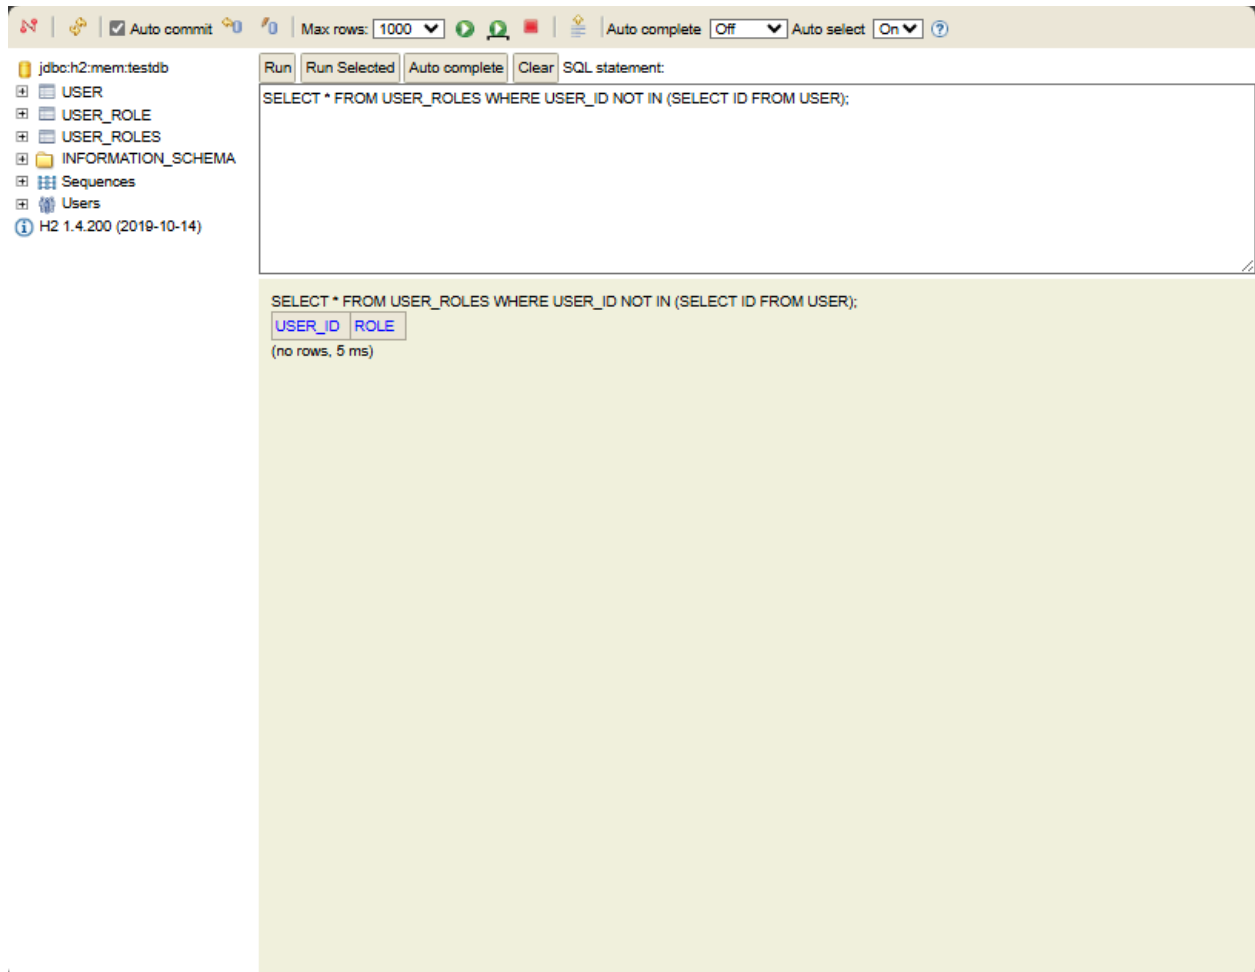 Auto commit Max rows: 1000 Auto complete Off Auto select On ?
jdbc:h2:mem:testdb
USER
USER_ROLE
USER_ROLES
INFORMATION_SCHEMA
Sequences
Users
H2 1.4.200 (2019-10-14)
Run Run Selected Auto complete Clear SQL statement:
SELECT * FROM USER_ROLES WHERE USER_ID NOT IN (SELECT ID FROM USER);
SELECT * FROM USER_ROLES WHERE USER_ID NOT IN (SELECT ID FROM USER);
USER_ID ROLE
(no rows, 5 ms)